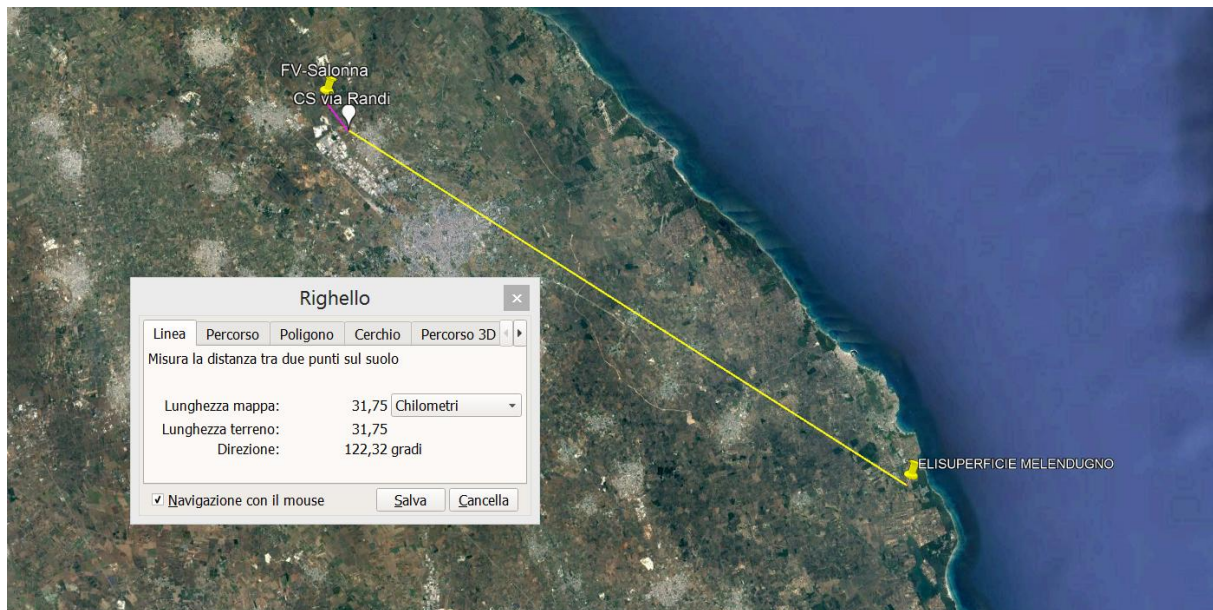 FV-Salonna
CS via Randi
Righello
Linea Percorso Poligono Cerchio Percorso 3D
Misura la distanza tra due punti sul suolo
Lunghezza mappa: 31,75 Chilometri
Lunghezza terreno: 31,75
Direzione: 122,32 gradi
Navigazione con il mouse Salva Cancella
ELISUPERFICIE MELENDUGNO